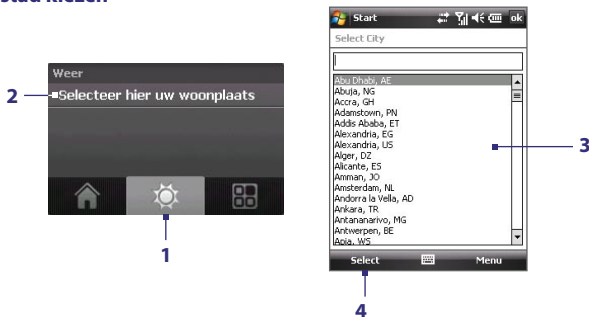 Start
ok
Select City
Weer
2
Selecteer hier uw woonplaats
1
Abu Dhabi, AE
Abuja, NG
Accra, GH
Adamstown, PN
Addis Ababa, ET
Alexandria, EG
Alexandria, US
Alger, DZ
Alicante, ES
Amman, JO
Amsterdam, NL
Andorra la Vella, AD
Ankara, TR
Antananarivo, MG
Antwerpen, BE
Apia, WS
3
Select
Menu
4